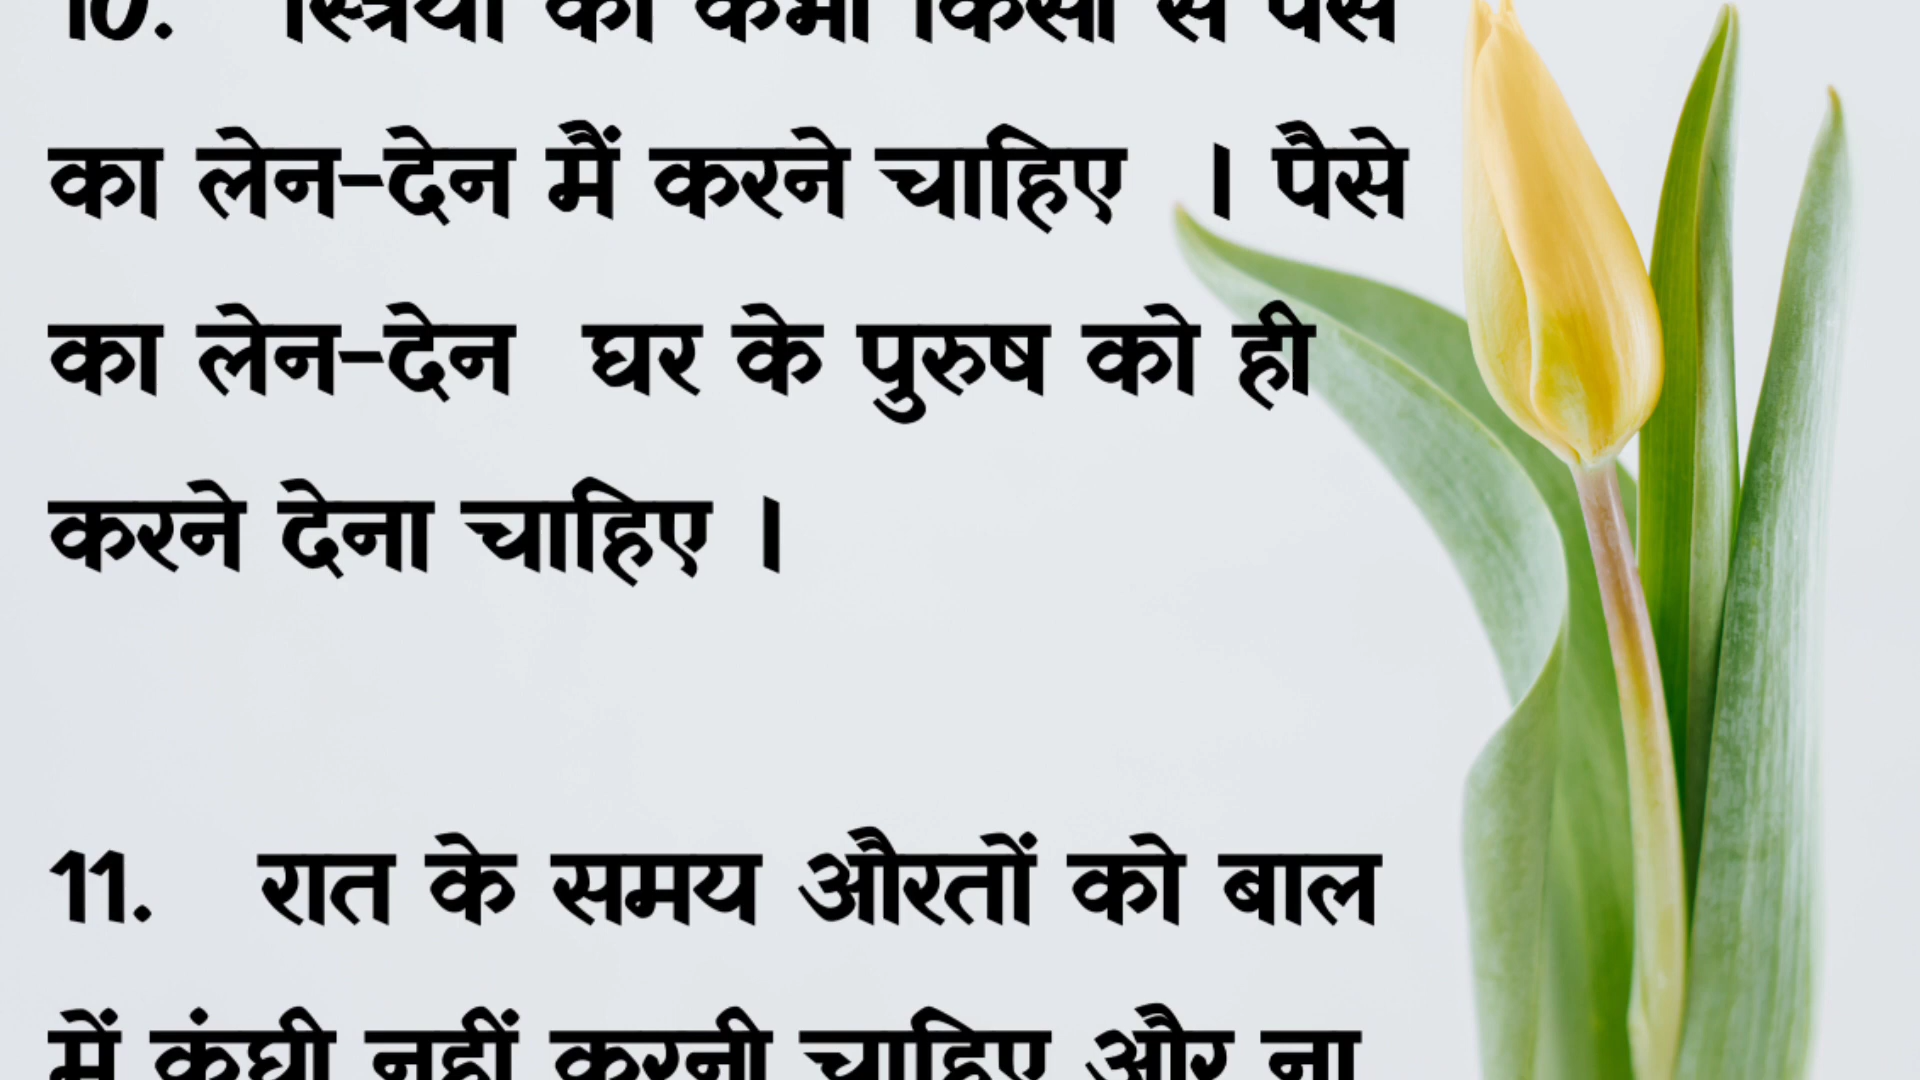 10. स्त्रियों को कभी किसी से पैसे
का लेन-देन मैं करने चाहिए । पैसे
का लेन-देन घर के पुरुष को ही
करने देना चाहिए ।
11. रात के समय औरतों को बाल
में कंघी नहीं करनी चाहिए और ना